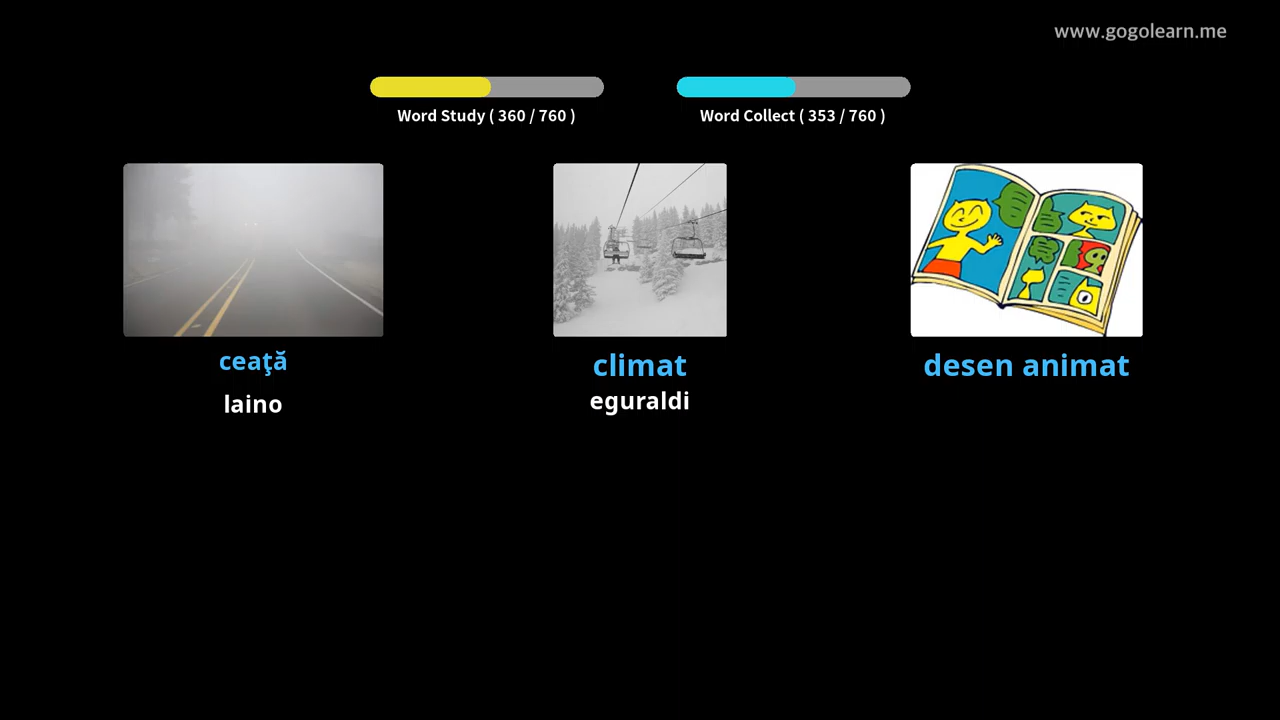 www.gogolearn.me
Word Study ( 360 / 760 )
Word Collect ( 353 / 760 )
ceaţă
climat
desen animat
laino
eguraldi